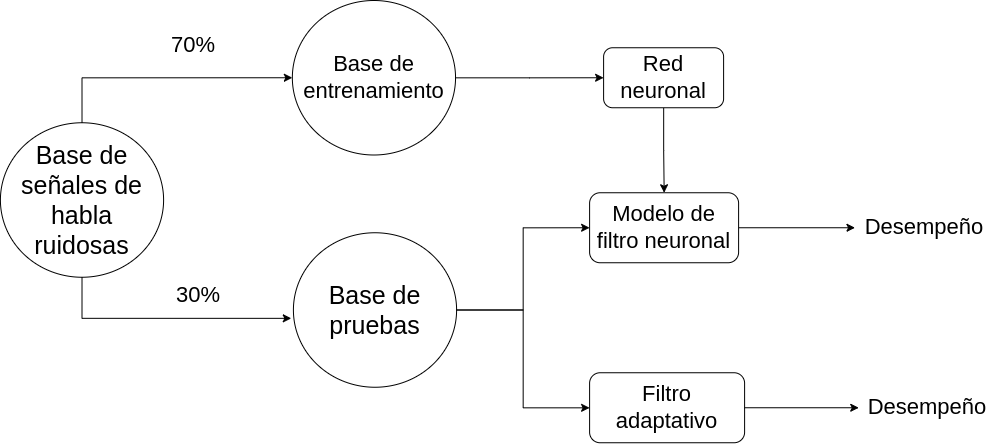 70%
Base de
entrenamiento
Red
neuronal
Base de
señales de
habla
ruidosas
Modelo de
filtro neuronal
Desempeño
30%
Base de
pruebas
Filtro
adaptativo
Desempeño